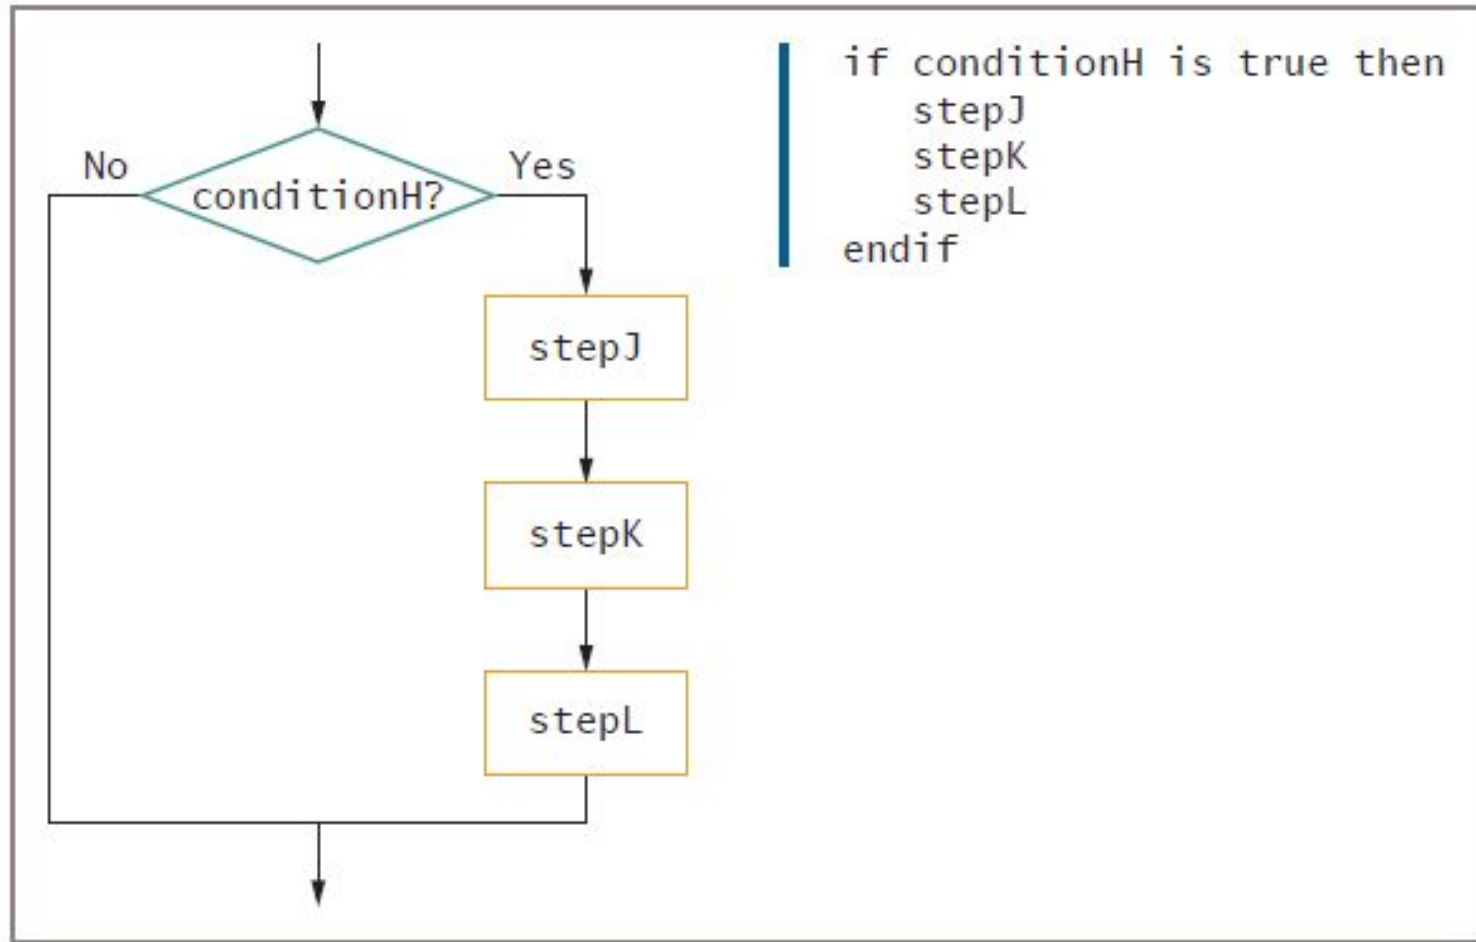 No
conditionH?
Yes
stepJ
stepK
stepL
if conditionH is true then
stepJ
stepK
stepL
endif